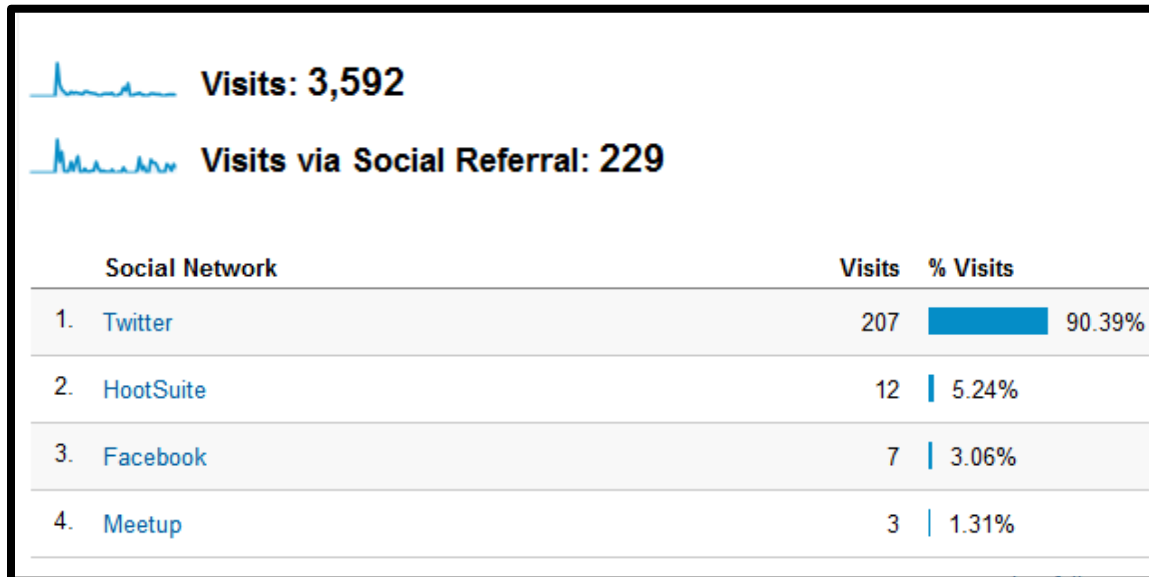 Visits: 3,592
Visits via Social Referral: 229
Social Network Visits % Visits
1. Twitter 207 90.39%
2. HootSuite 12 5.24%
3. Facebook 7 3.06%
4. Meetup 3 1.31%